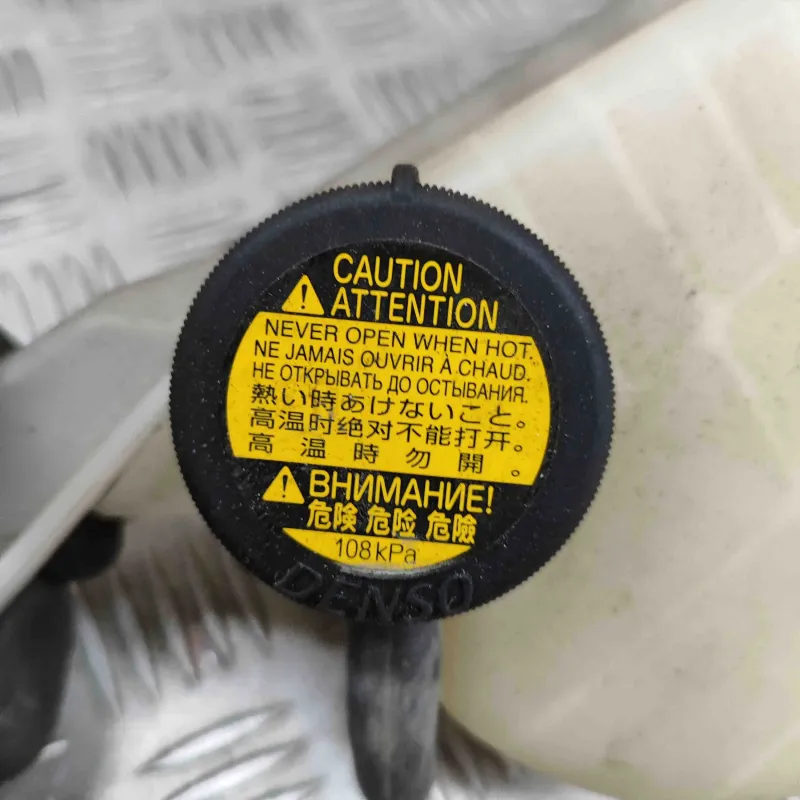 CAUTION
ATTENTION
NEVER OPEN WHEN HOT.
NE JAMAIS OUVRIR À CHAUD.
НЕ ОТКРЫВАТЬ ДО ОСТЫВАНИЯ.
熱い時あけないこと。
高温时绝对不能打开。
高温時勿開。
ВНИМАНИЕ!
危険 危险 危險
108kPa
DENSO